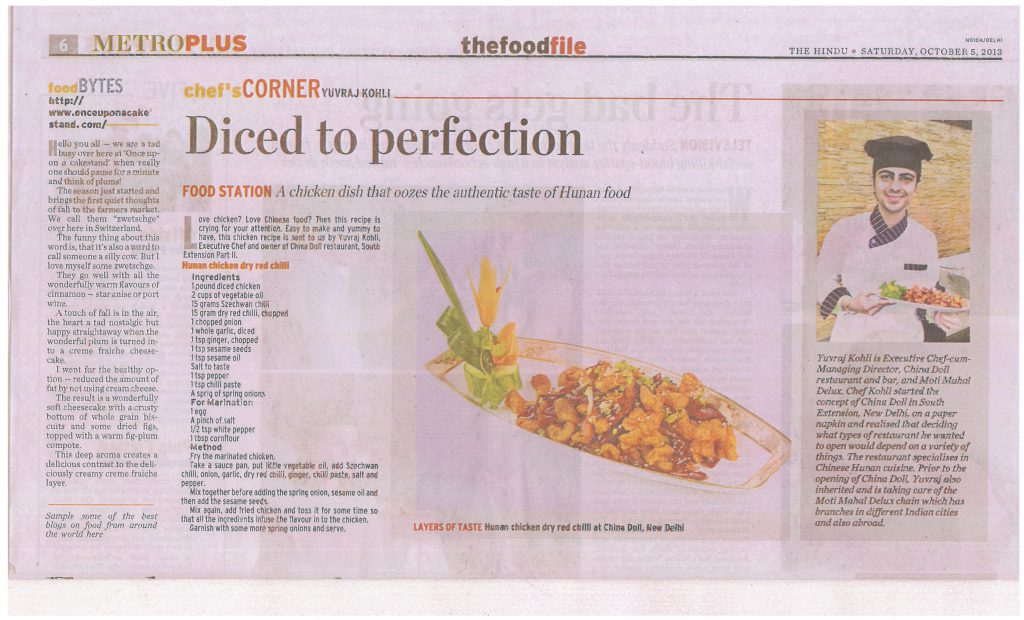 6 METROPLUS
thefoodfile
NOIDA/DELHI
THE HINDU • SATURDAY, OCTOBER 5, 2013
foodBYTES
http://
www.onceuponacake
stand.com/
Hello you all — we are a tad
busy over here at 'Once up-
on a cakestand' when really
one should pause for a minute
and think of plums!
The season just started and
brings the first quiet thoughts
of fall to the farmers market.
We call them "zwetschge"
over here in Switzerland.
The funny thing about this
word is, that it's also a word to
call someone a silly cow. But I
love myself some zwetschge.
They go well with all the
wonderfully warm flavours of
cinnamon — star anise or port
wine.
A touch of fall is in the air,
the heart a tad nostalgic but
happy straightaway when the
wonderful plum is turned in-
to a creme fraiche cheese-
cake.
I went for the healthy op-
tion — reduced the amount of
fat by not using cream cheese.
The result is a wonderfully
soft cheesecake with a crusty
bottom of whole grain bis-
cuits and some dried figs,
topped with a warm fig-plum
compote.
This deep aroma creates a
delicious contrast to the deli-
ciously creamy creme fraiche
layer.
Sample some of the best
blogs on food from around
the world here
chef's CORNER YUVRAJ KOHLI
Diced to perfection
FOOD STATION A chicken dish that oozes the authentic taste of Hunan food
Love chicken? Love Chinese food? Then this recipe is
crying for your attention. Easy to make and yummy to
have, this chicken recipe is sent to us by Yuvraj Kohli,
Executive Chef and owner of China Doll restaurant, South
Extension Part II.
Hunan chicken dry red chilli
Ingredients
1 pound diced chicken
2 cups of vegetable oil
15 grams Szechwan chilli
15 gram dry red chilli, chopped
1 chopped onion
1 whole garlic, diced
1 tsp ginger, chopped
1 tsp sesame seeds
1 tsp sesame oil
Salt to taste
1 tsp pepper
1 tsp chilli paste
A sprig of spring onions
For Marination
1 egg
A pinch of salt
1/2 tsp white pepper
1 tbsp cornflour
Method
Fry the marinated chicken.
Take a sauce pan, put little vegetable oil, add Szechwan
chilli, onion, garlic, dry red chilli, ginger, chilli paste, salt and
pepper.
Mix together before adding the spring onion, sesame oil and
then add the sesame seeds.
Mix again, add fried chicken and toss it for some time so
that all the ingredients infuse the flavour in to the chicken.
Garnish with some more spring onions and serve.
LAYERS OF TASTE Hunan chicken dry red chilli at China Doll, New Delhi
Yuvraj Kohli is Executive Chef-cum-
Managing Director, China Doll
restaurant and bar, and Moti Mahal
Delux. Chef Kohli started the
concept of China Doll in South
Extension, New Delhi, on a paper
napkin and realised that deciding
what types of restaurant he wanted
to open would depend on a variety of
things. The restaurant specialises in
Chinese Hunan cuisine. Prior to the
opening of China Doll, Yuvraj also
inherited and is taking care of the
Moti Mahal Delux chain which has
branches in different Indian cities
and also abroad.